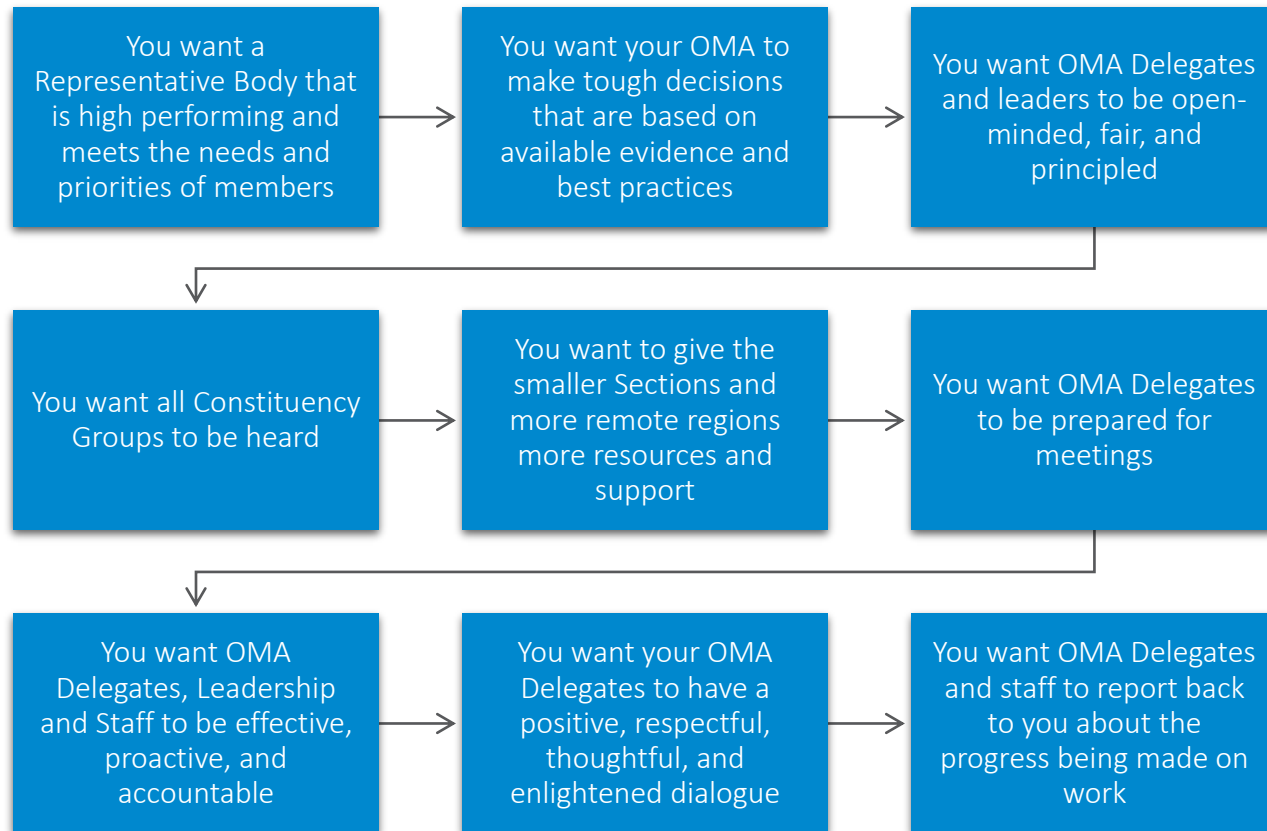 You want a
Representative Body that
is high performing and
meets the needs and
priorities of members
You want your OMA to
make tough decisions
that are based on
available evidence and
best practices
You want OMA Delegates
and leaders to be open-
minded, fair, and
principled
You want all Constituency
Groups to be heard
You want to give the
smaller Sections and
more remote regions
more resources and
support
You want OMA Delegates
to be prepared for
meetings
You want OMA
Delegates, Leadership
and Staff to be effective,
proactive, and
accountable
You want your OMA
Delegates to have a
positive, respectful,
thoughtful, and
enlightened dialogue
You want OMA Delegates
and staff to report back
to you about the
progress being made on
work